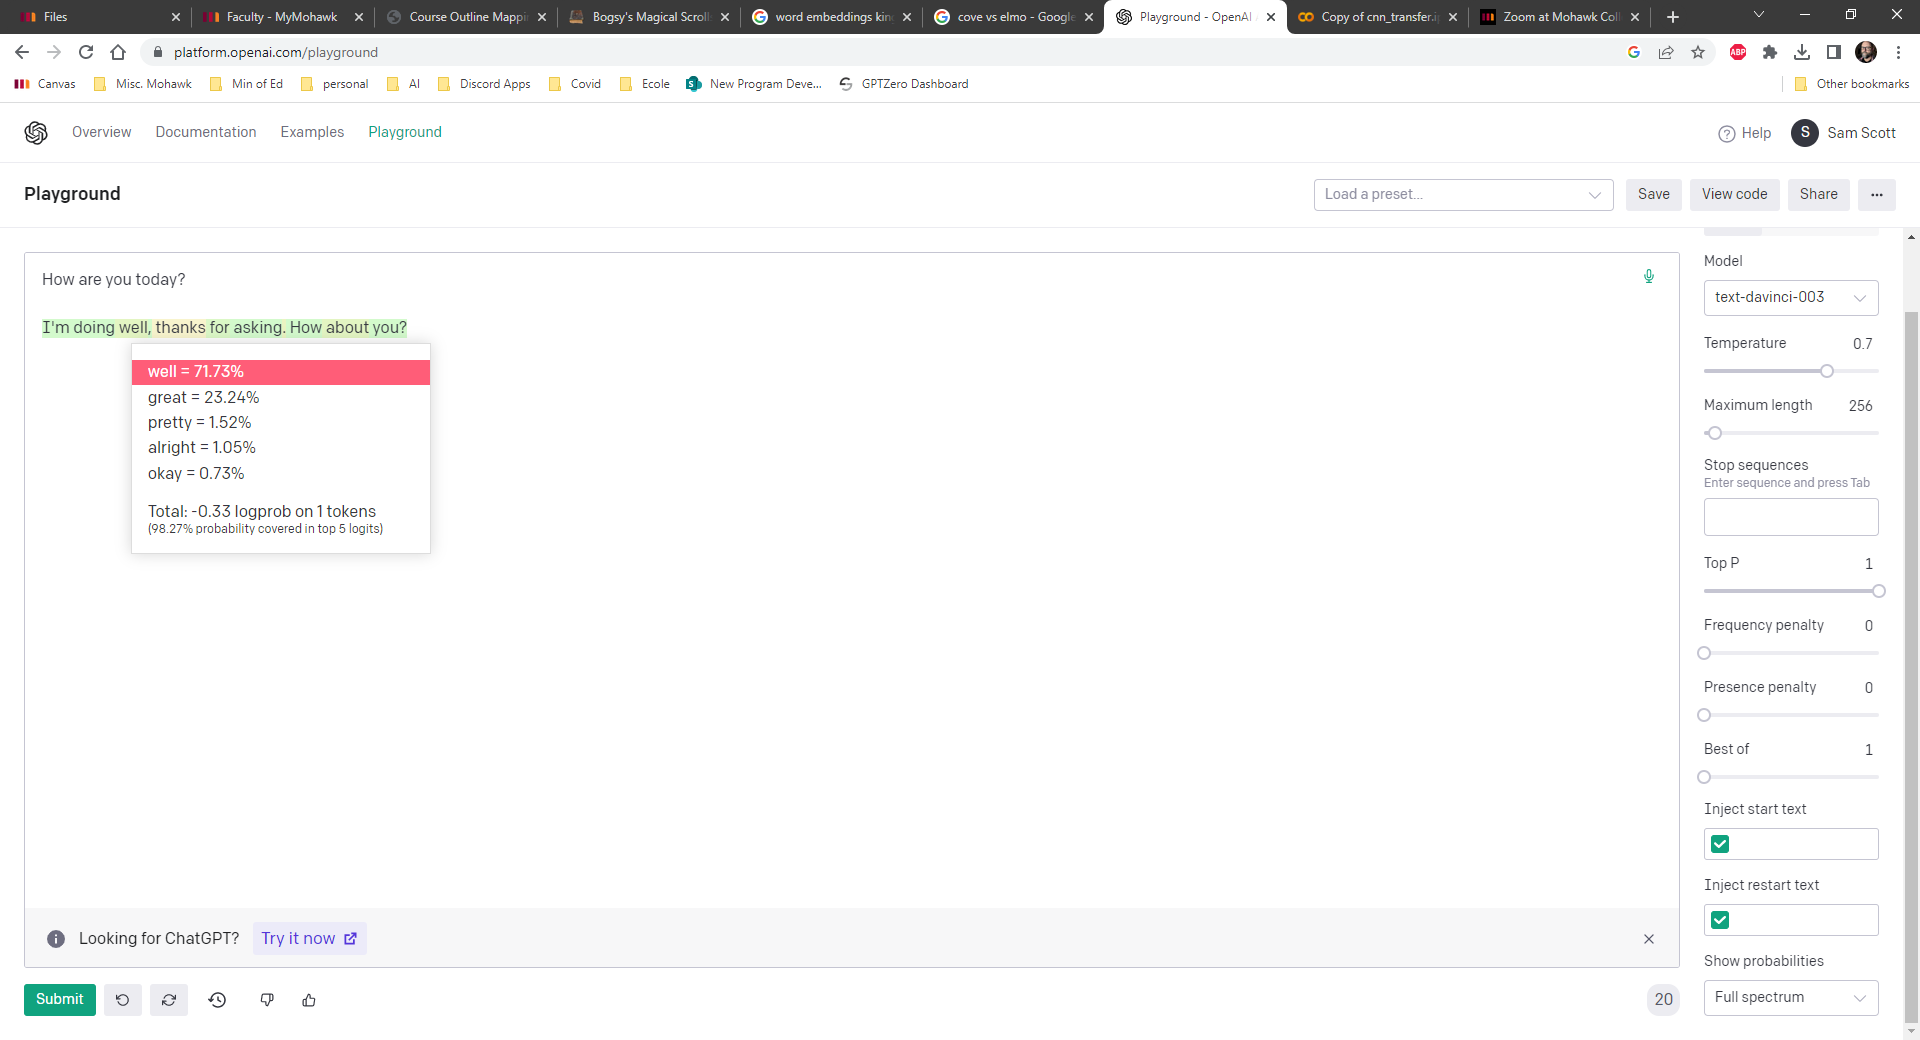 Files
Faculty - MyMohawk
Course Outline Mappi
Bogsy's Magical Scroll
word embeddings kin
cove vs elmo - Google
Playground - OpenAI
Copy of cnn_transfer.i
Zoom at Mohawk Col
platform.openai.com/playground
ABP
Canvas
Misc. Mohawk
Min of Ed
personal
AI
Discord Apps
Covid
Ecole
New Program Deve...
GPTZero Dashboard
Other bookmarks
Overview
Documentation
Examples
Playground
Help
S
Sam Scott
Playground
Load a preset...
Save
View code
Share
...
How are you today?
I'm doing well, thanks for asking. How about you?
well = 71.73%
great = 23.24%
pretty = 1.52%
alright = 1.05%
okay = 0.73%
Total: -0.33 logprob on 1 tokens
(98.27% probability covered in top 5 logits)
Looking for ChatGPT?
Try it now
Submit
20
Model
text-davinci-003
Temperature 0.7
Maximum length 256
Stop sequences
Enter sequence and press Tab
Top P 1
Frequency penalty 0
Presence penalty 0
Best of 1
Inject start text
Inject restart text
Show probabilities
Full spectrum